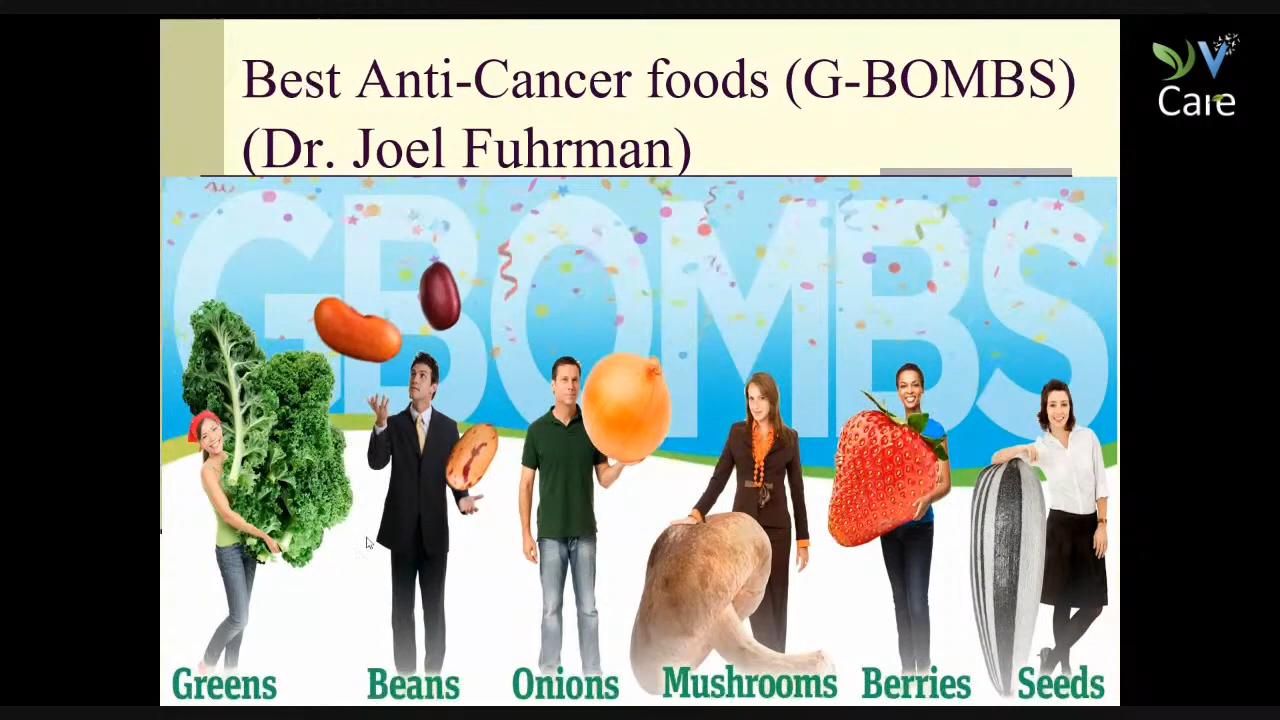 Best Anti-Cancer foods (G-BOMBS)
(Dr. Joel Fuhrman)
V
Care
GBOMBS
Greens Beans Onions Mushrooms Berries Seeds